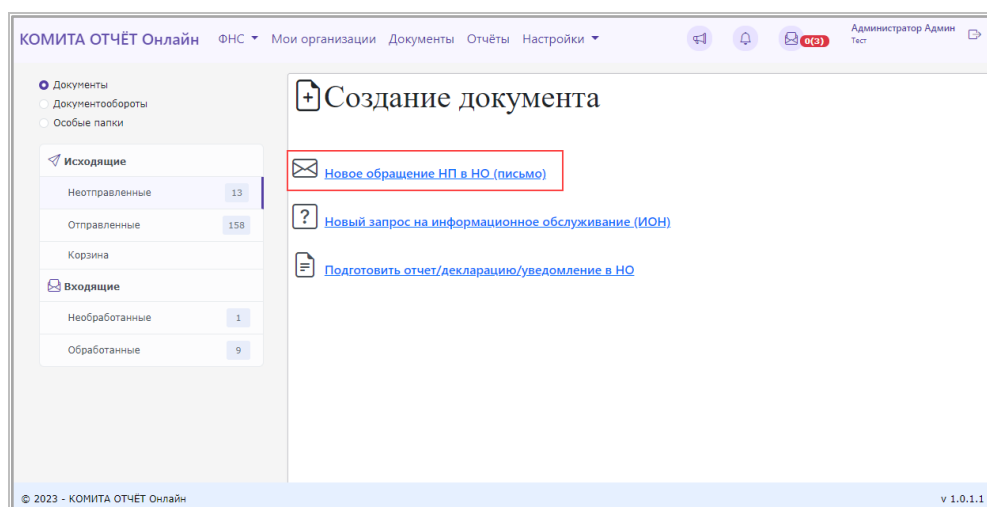 КОМИТА ОТЧЁТ Онлайн ФНС Мои организации Документы Отчёты Настройки 0(3) Администратор Админ
Тест
Документы
Документообороты
Особые папки
Исходящие
Неотправленные 13
Отправленные 158
Корзина
Входящие
Необработанные 1
Обработанные 9
Создание документа
Новое обращение НП в НО (письмо)
Новый запрос на информационное обслуживание (ИОН)
Подготовить отчет/декларацию/уведомление в НО
© 2023 - КОМИТА ОТЧЁТ Онлайн v 1.0.1.1